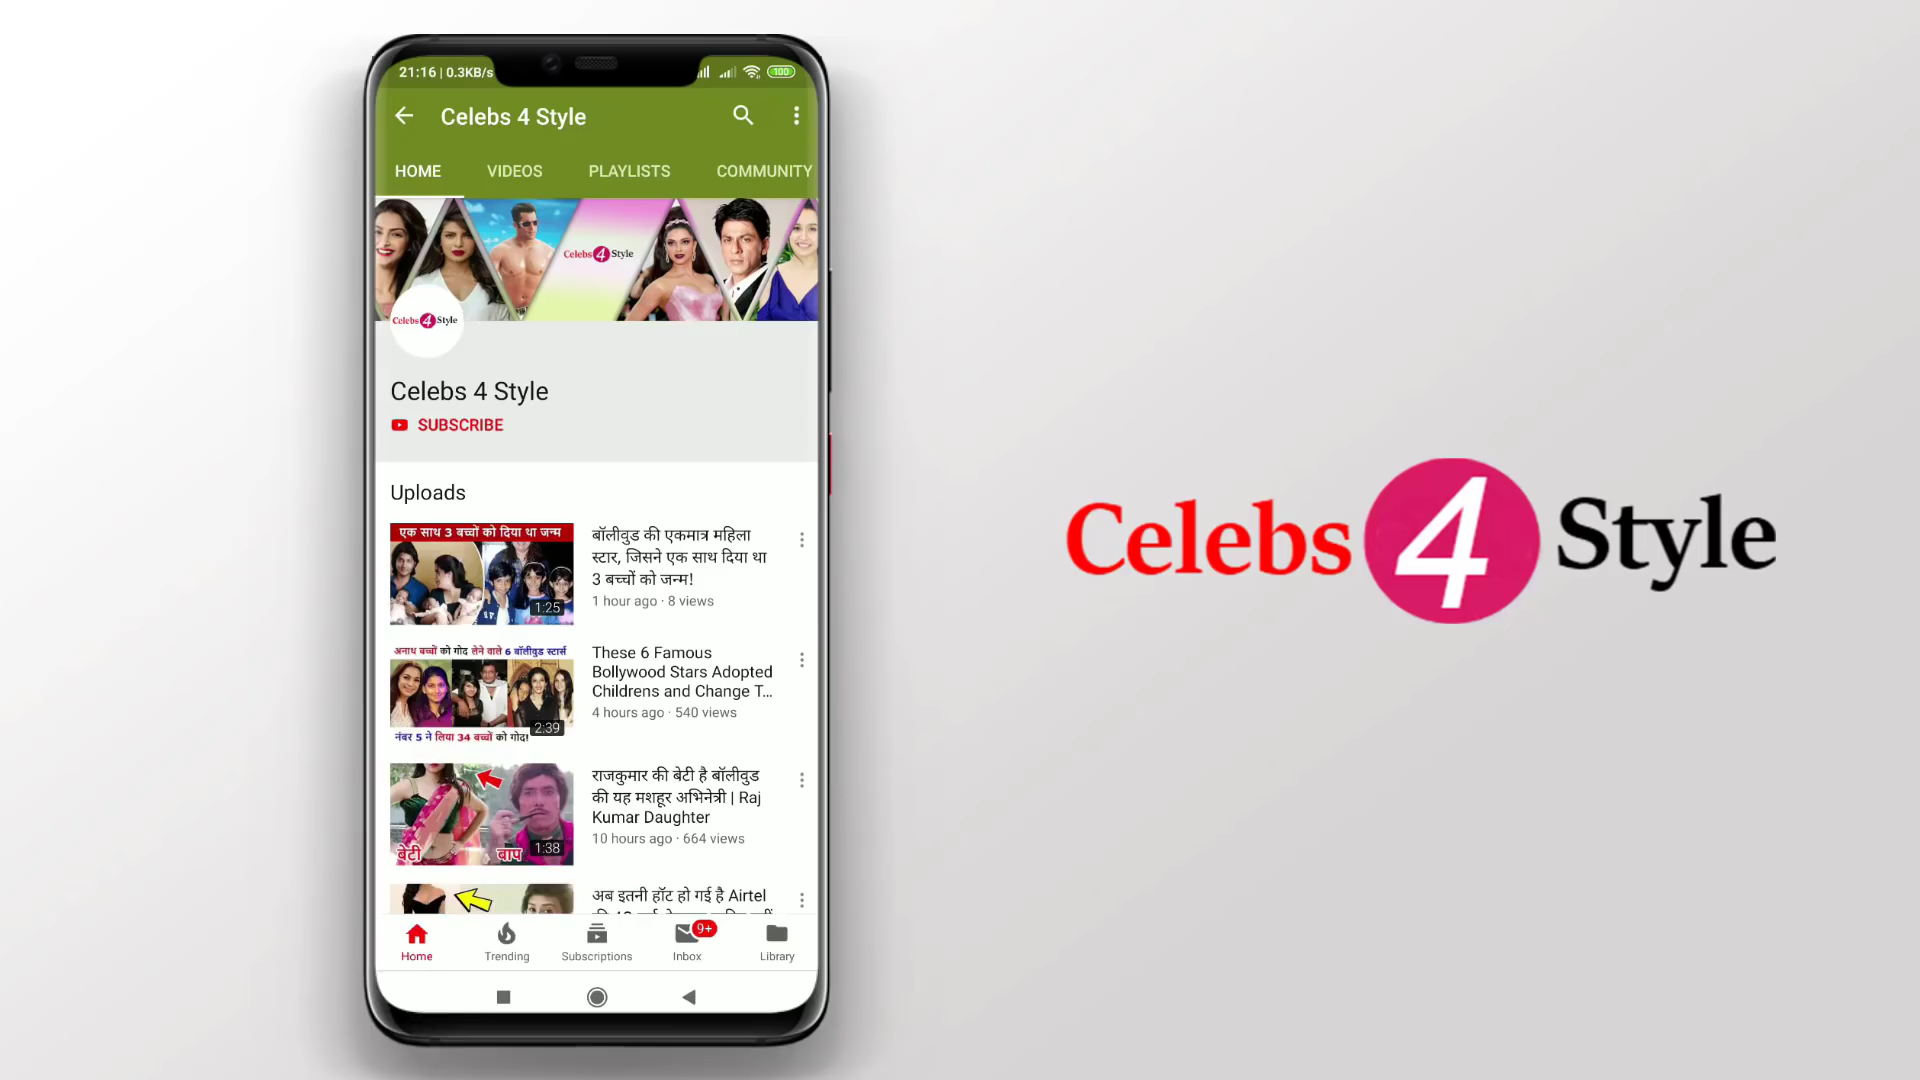 21:16 | 0.3KB/s
100
Celebs 4 Style
HOME VIDEOS PLAYLISTS COMMUNITY
Celebs 4 Style
Celebs 4 Style
Celebs 4 Style
SUBSCRIBE
Uploads
एक साथ 3 बच्चों को दिया था जन्म
1:25
बॉलीवुड की एकमात्र महिला
स्टार, जिसने एक साथ दिया था
3 बच्चों को जन्म!
1 hour ago · 8 views
अनाथ बच्चों को गोद लेने वाले 6 बॉलीवुड स्टार्स
2:39
नंबर 5 ने लिया 34 बच्चों को गोद!
These 6 Famous
Bollywood Stars Adopted
Childrens and Change T...
4 hours ago · 540 views
बेटी
बाप
1:38
राजकुमार की बेटी है बॉलीवुड
की यह मशहूर अभिनेत्री | Raj
Kumar Daughter
10 hours ago · 664 views
अब इतनी हॉट हो गई है Airtel
Home
Trending
Subscriptions
9+
Inbox
Library
Celebs 4 Style